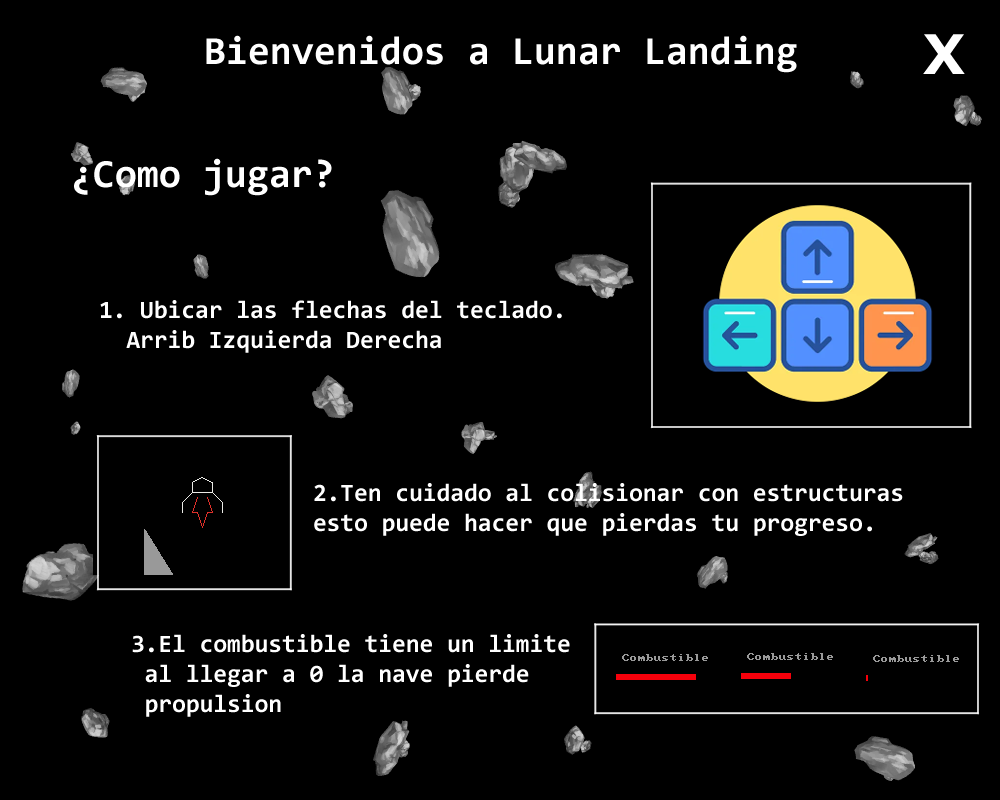 Bienvenidos a Lunar Landing
X
¿Como jugar?
1. Ubicar las flechas del teclado.
Arrib Izquierda Derecha
2.Ten cuidado al colisionar con estructuras
esto puede hacer que pierdas tu progreso.
3.El combustible tiene un limite
al llegar a 0 la nave pierde
propulsion
Combustible
Combustible
Combustible